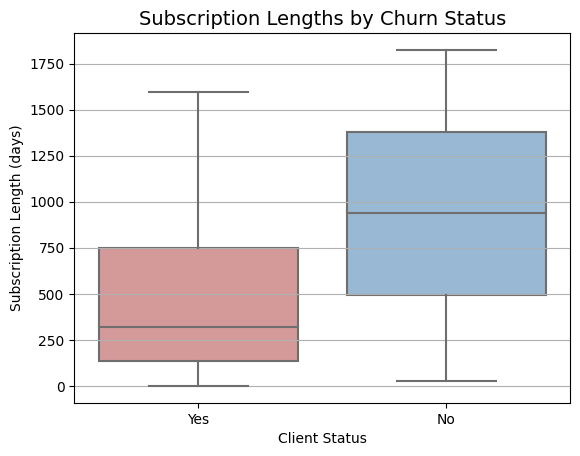 Subscription Lengths by Churn Status
Subscription Length (days)
1750
1500
1250
1000
750
500
250
0
Yes
No
Client Status